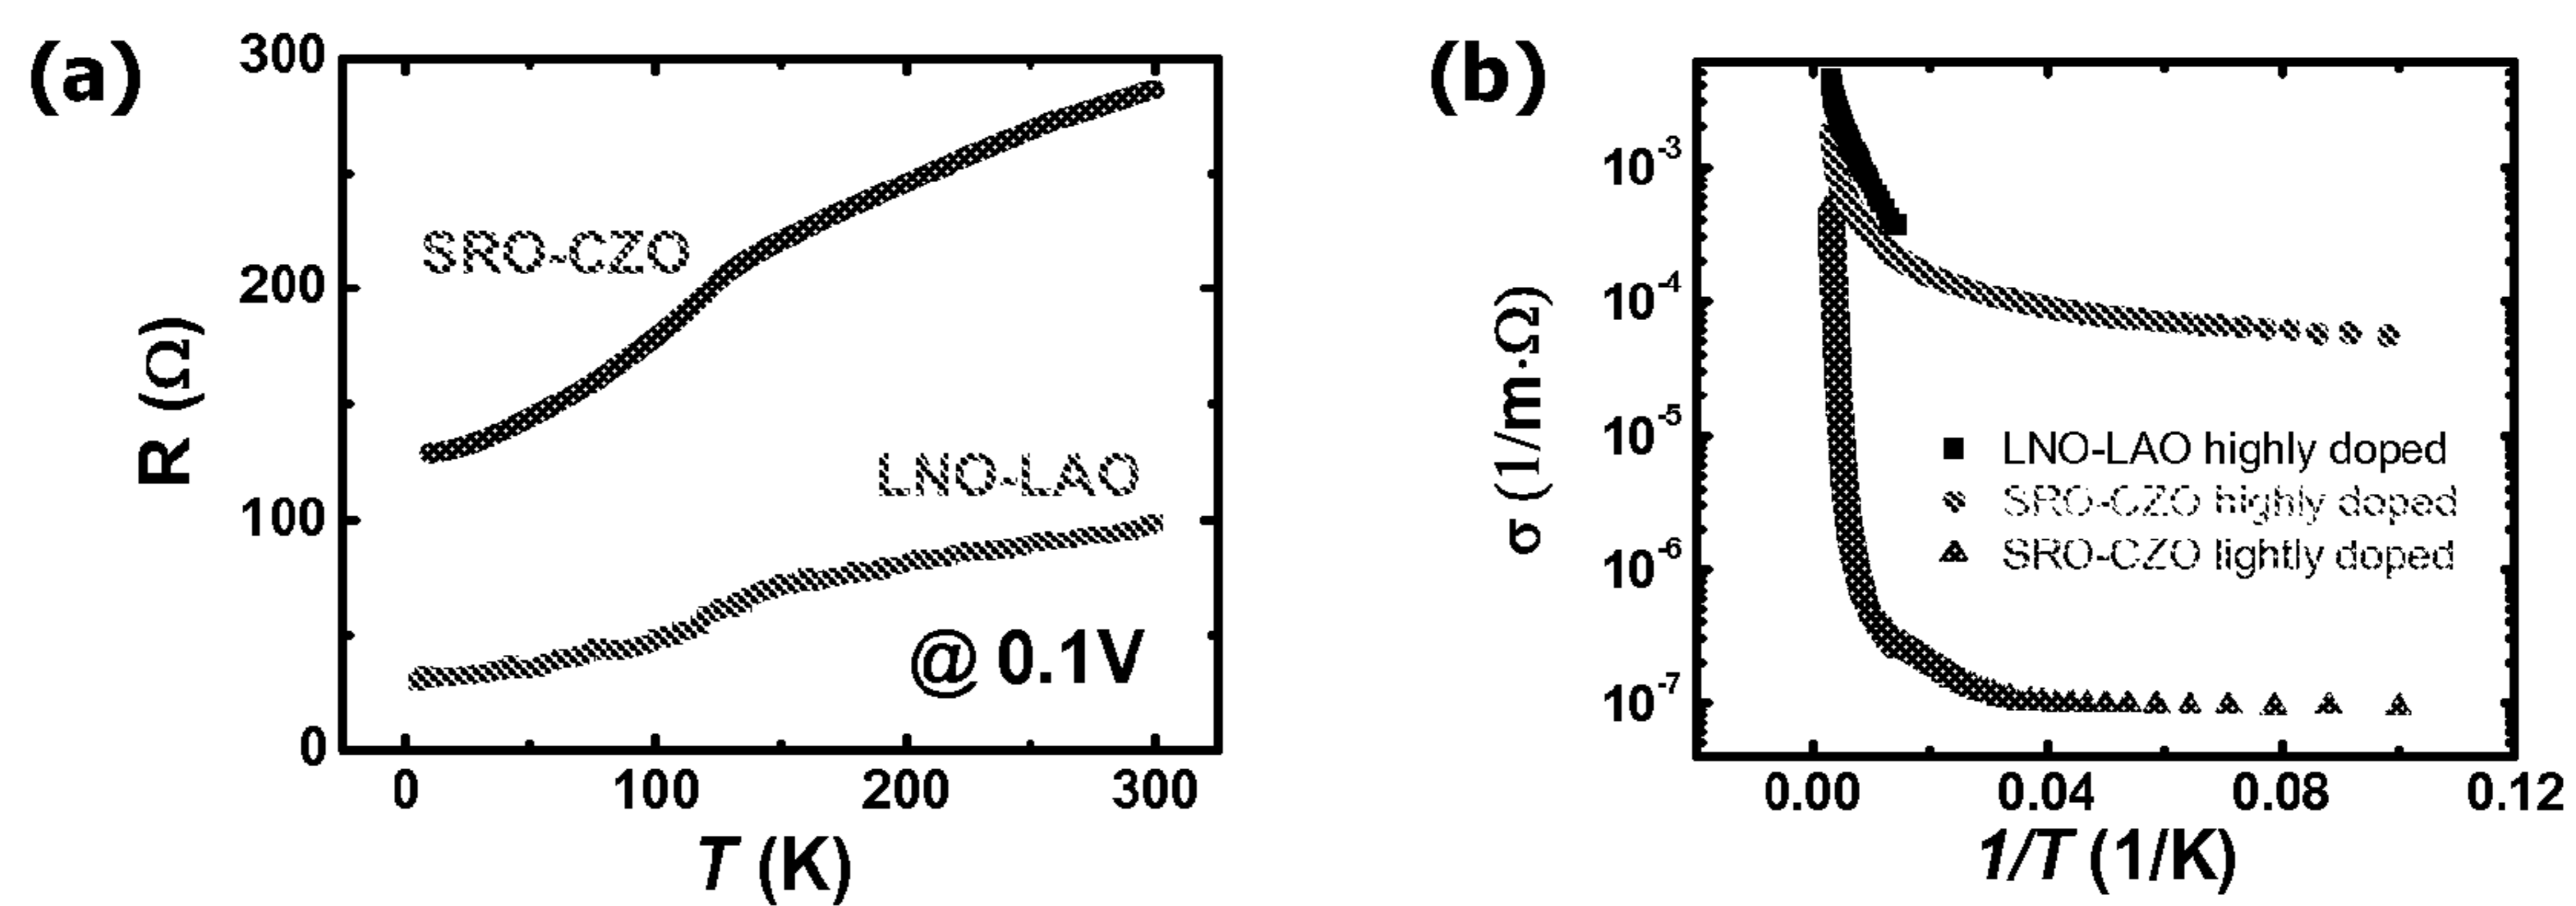 (a)
300
200
100
0
R (Ω)
SRO-CZO
LNO-LAO
@ 0.1V
0 100 200 300
T (K)
(b)
10-3
10-4
10-5
10-6
10-7
σ (1/m·Ω)
LNO-LAO highly doped
SRO-CZO highly doped
SRO-CZO lightly doped
0.00 0.04 0.08 0.12
1/T (1/K)